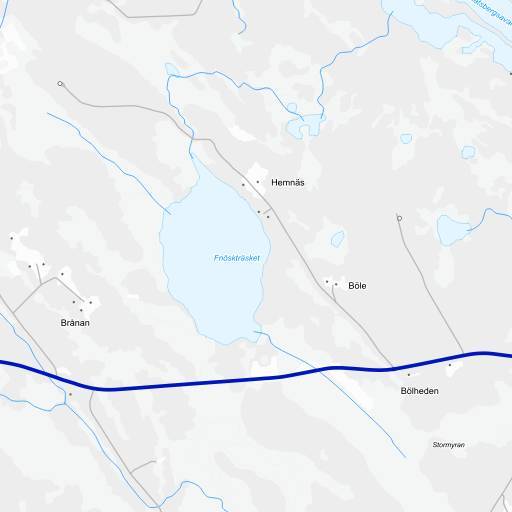 Hemnäs
Fnöskträsket
Böle
Brånan
Bölheden
Stormyran